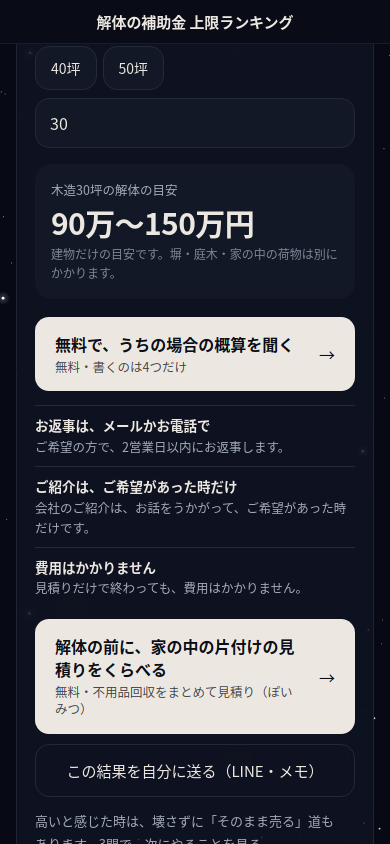 解体の補助金 上限ランキング
40坪
50坪
30
木造30坪の解体の目安
90万〜150万円
建物だけの目安です。塀・庭木・家の中の荷物は別に
かかります。
無料で、うちの場合の概算を聞く
→
無料・書くのは4つだけ
お返事は、メールかお電話で
ご希望の方で、2営業日以内にお返事します。
ご紹介は、ご希望があった時だけ
会社のご紹介は、お話をうかがって、ご希望があった時
だけです。
費用はかかりません
見積りだけで終わっても、費用はかかりません。
解体の前に、家の中の片付けの見
積りをくらべる
→
無料・不用品回収をまとめて見積り（ぽい
みつ）
この結果を自分に送る（LINE・メモ）
高いと感じた時は、壊さずに「そのまま売る」道も
あります。3問で、次にやることを見る